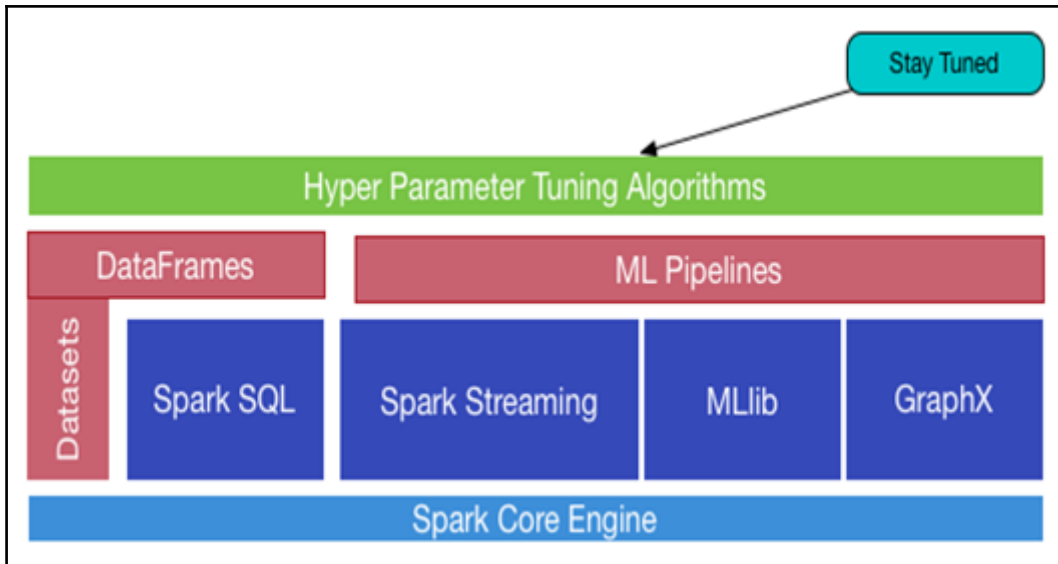 Stay Tuned
Hyper Parameter Tuning Algorithms
DataFrames
ML Pipelines
Datasets
Spark SQL
Spark Streaming
MLlib
GraphX
Spark Core Engine